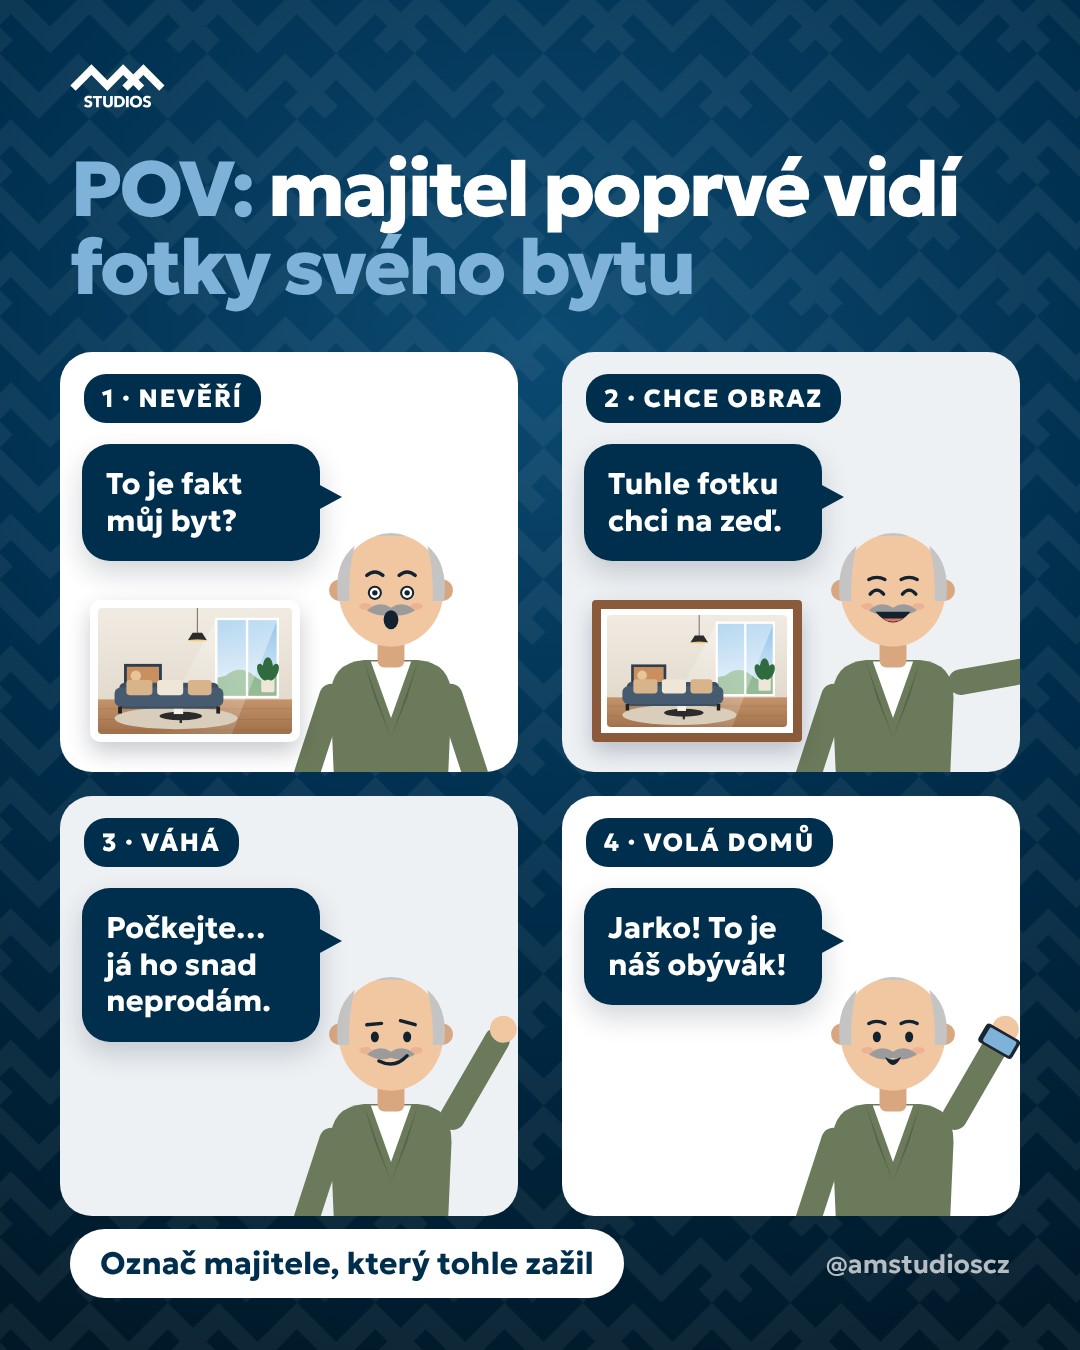 STUDIOS
POV: majitel poprvé vidí
fotky svého bytu
1 · NEVĚŘÍ
To je fakt
můj byt?
2 · CHCE OBRAZ
Tuhle fotku
chci na zeď.
3 · VÁHÁ
Počkejte...
já ho snad
neprodám.
4 · VOLÁ DOMŮ
Jarko! To je
náš obývák!
Označ majitele, který tohle zažil
@amstudioscz